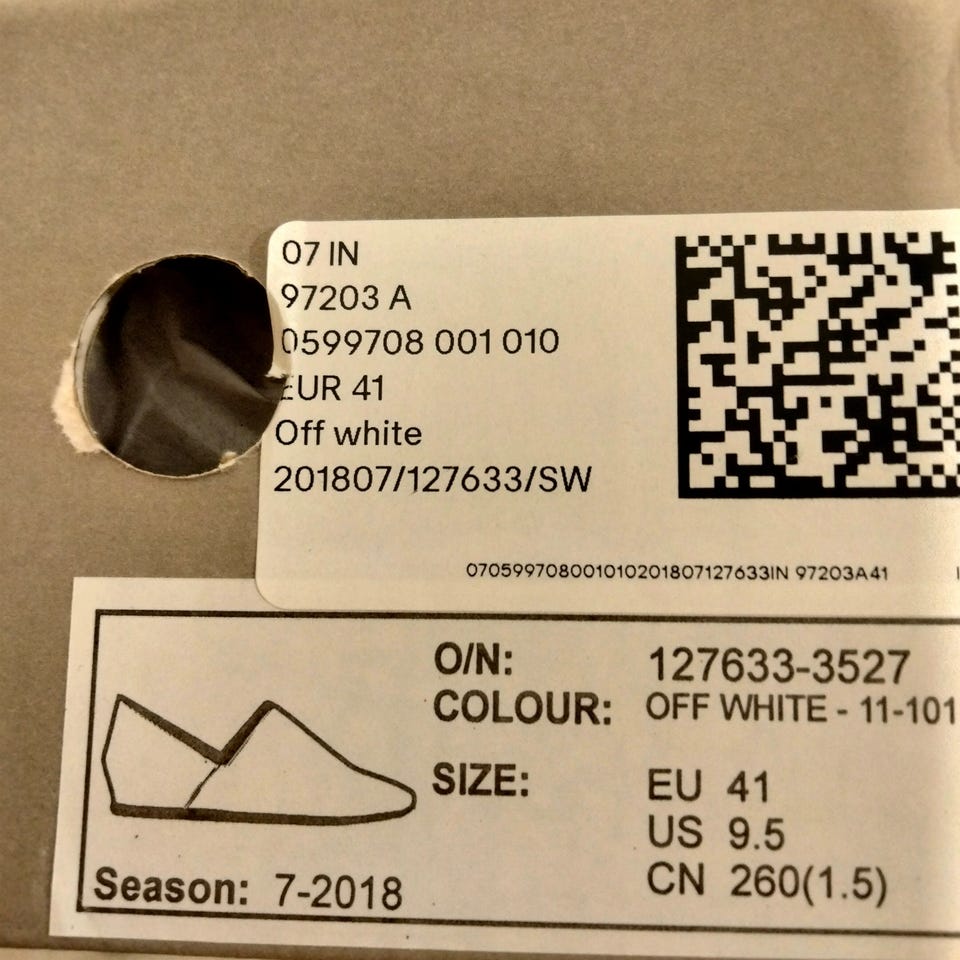 07 IN
97203 A
0599708 001 010
EUR 41
Off white
201807/127633/SW
070599708001010201807127633IN 97203A41
O/N: 127633-3527
COLOUR: OFF WHITE - 11-101
SIZE: EU 41
US 9.5
CN 260(1.5)
Season: 7-2018